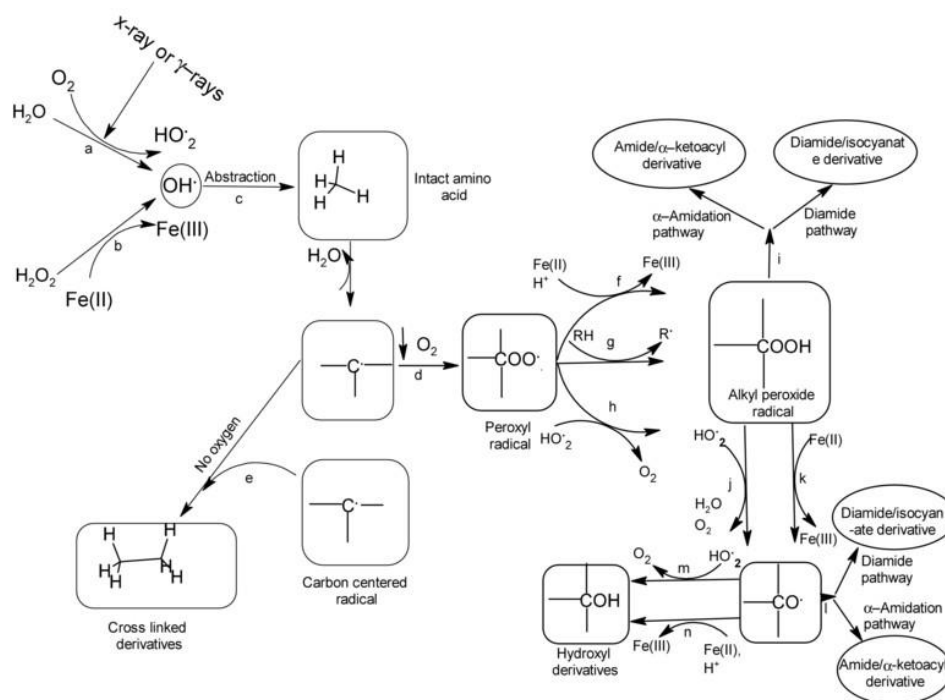 x-ray or γ-rays
O2
H2O
a
HO·2
OH·
Abstraction
c
Fe(III)
b
H2O2
Fe(II)
H
H
H
H
Intact amino
acid
H2O
C·
O2
d
COO·
Peroxyl
radical
No oxygen
e
C·
Carbon centered
radical
H
H
H
H
H
H
Cross linked
derivatives
Fe(II)
H+
f
Fe(III)
RH
g
R·
h
HO·2
O2
Amide/α-ketoacyl
derivative
Diamide/isocyanat
e derivative
α-Amidation
pathway
Diamide
pathway
i
COOH
Alkyl peroxide
radical
HO·2
j
H2O
O2
Fe(II)
k
Fe(III)
Diamide/isocyan
-ate derivative
Diamide
pathway
l
α-Amidation
pathway
Amide/α-ketoacyl
derivative
CO·
O2
m
HO·2
n
Fe(III)
Fe(II),
H+
COH
Hydroxyl
derivatives